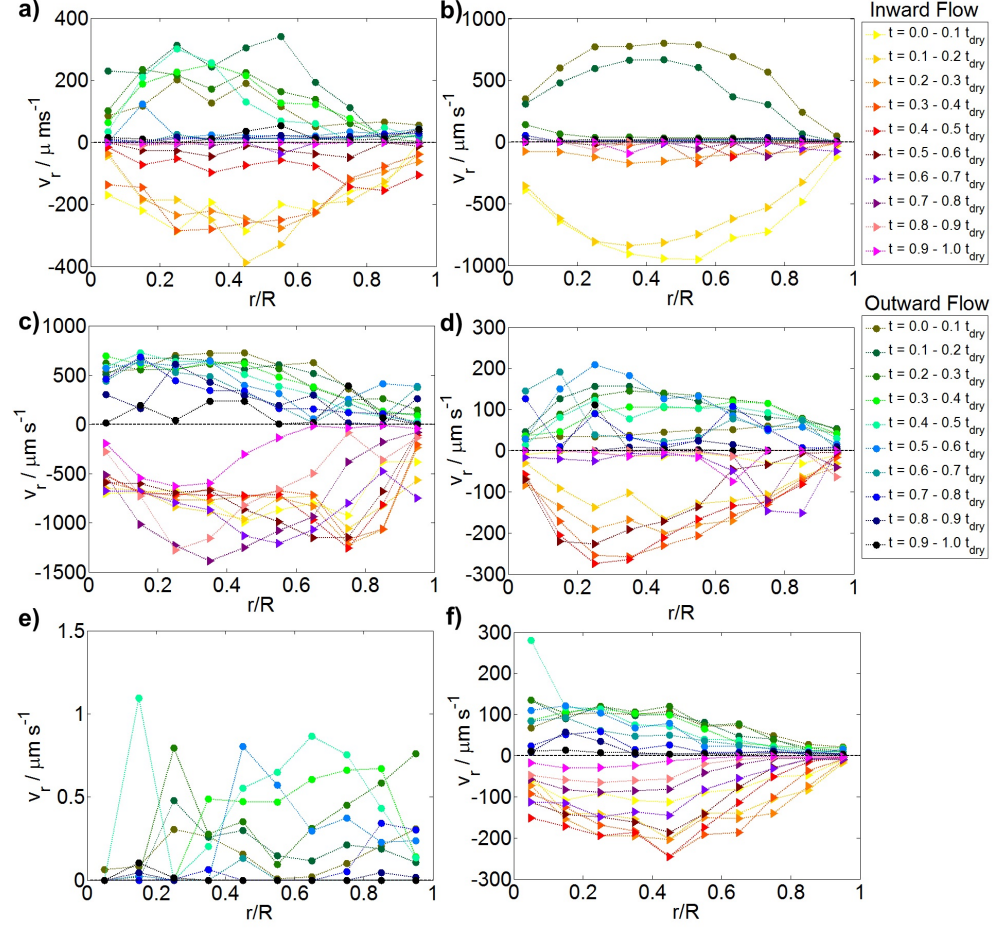 a)
400
200
0
-200
-400
v_r / μ ms⁻¹
0 0.2 0.4 0.6 0.8 1
r/R
b)
1000
500
0
-500
-1000
v_r / μm s⁻¹
0 0.2 0.4 0.6 0.8 1
r/R
Inward Flow
t = 0.0 - 0.1 t_dry
t = 0.1 - 0.2 t_dry
t = 0.2 - 0.3 t_dry
t = 0.3 - 0.4 t_dry
t = 0.4 - 0.5 t_dry
t = 0.5 - 0.6 t_dry
t = 0.6 - 0.7 t_dry
t = 0.7 - 0.8 t_dry
t = 0.8 - 0.9 t_dry
t = 0.9 - 1.0 t_dry
c)
1000
500
0
-500
-1000
-1500
v_r / μm s⁻¹
0 0.2 0.4 0.6 0.8 1
r/R
d)
300
200
100
0
-100
-200
-300
v_r / μm s⁻¹
0 0.2 0.4 0.6 0.8 1
r/R
Outward Flow
t = 0.0 - 0.1 t_dry
t = 0.1 - 0.2 t_dry
t = 0.2 - 0.3 t_dry
t = 0.3 - 0.4 t_dry
t = 0.4 - 0.5 t_dry
t = 0.5 - 0.6 t_dry
t = 0.6 - 0.7 t_dry
t = 0.7 - 0.8 t_dry
t = 0.8 - 0.9 t_dry
t = 0.9 - 1.0 t_dry
e)
1.5
1
0.5
0
v_r / μm s⁻¹
0 0.2 0.4 0.6 0.8 1
r/R
f)
300
200
100
0
-100
-200
-300
v_r / μm s⁻¹
0 0.2 0.4 0.6 0.8 1
r/R